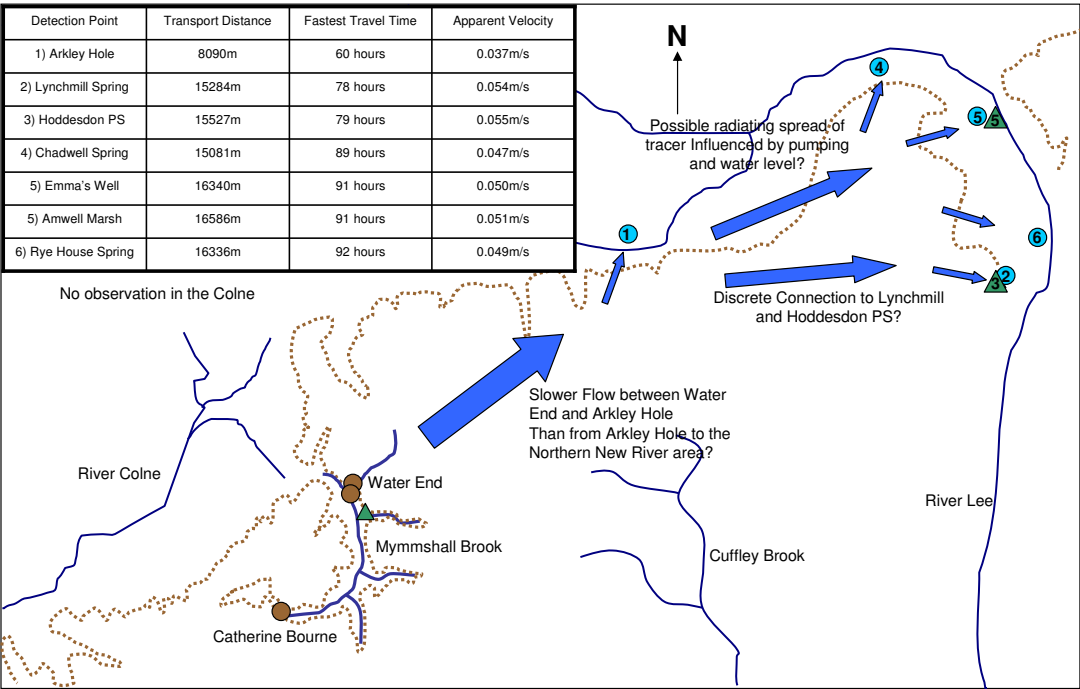 Detection Point Transport Distance Fastest Travel Time Apparent Velocity
1) Arkley Hole 8090m 60 hours 0.037m/s
2) Lynchmill Spring 15284m 78 hours 0.054m/s
3) Hoddesdon PS 15527m 79 hours 0.055m/s
4) Chadwell Spring 15081m 89 hours 0.047m/s
5) Emma's Well 16340m 91 hours 0.050m/s
5) Amwell Marsh 16586m 91 hours 0.051m/s
6) Rye House Spring 16336m 92 hours 0.049m/s
N
4
5
5
Possible radiating spread of
tracer Influenced by pumping
and water level?
1
6
2
3
No observation in the Colne
Discrete Connection to Lynchmill
and Hoddesdon PS?
Slower Flow between Water
End and Arkley Hole
Than from Arkley Hole to the
Northern New River area?
River Colne
Water End
River Lee
Mymmshall Brook
Cuffley Brook
Catherine Bourne